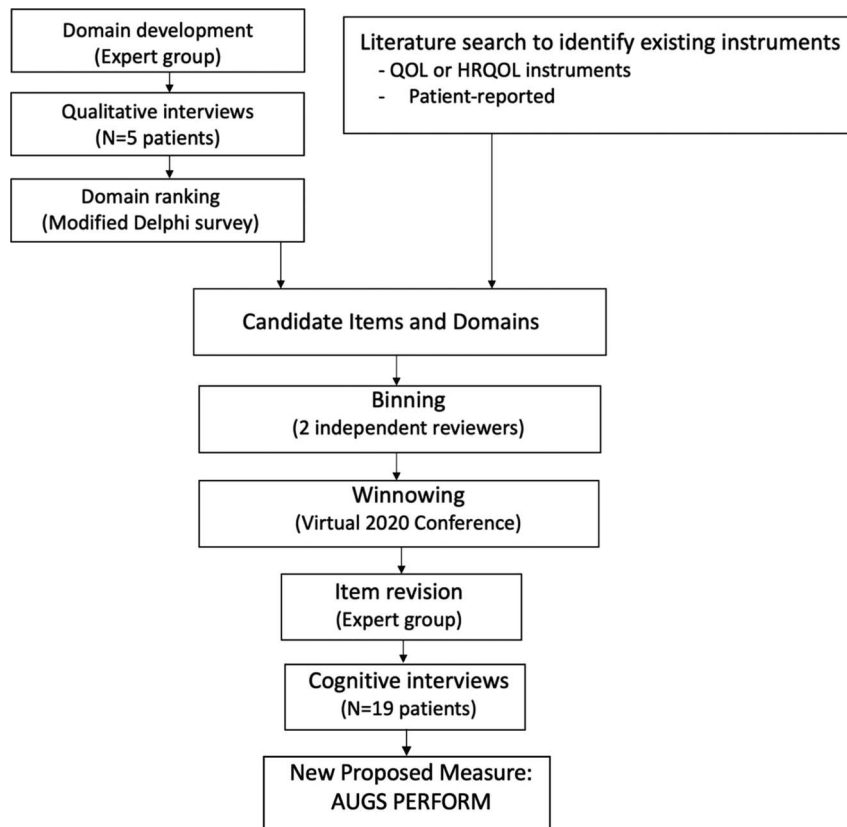 Domain development
(Expert group)
Literature search to identify existing instruments
- QOL or HRQOL instruments
- Patient-reported
Qualitative interviews
(N=5 patients)
Domain ranking
(Modified Delphi survey)
Candidate Items and Domains
Binning
(2 independent reviewers)
Winnowing
(Virtual 2020 Conference)
Item revision
(Expert group)
Cognitive interviews
(N=19 patients)
New Proposed Measure:
AUGS PERFORM